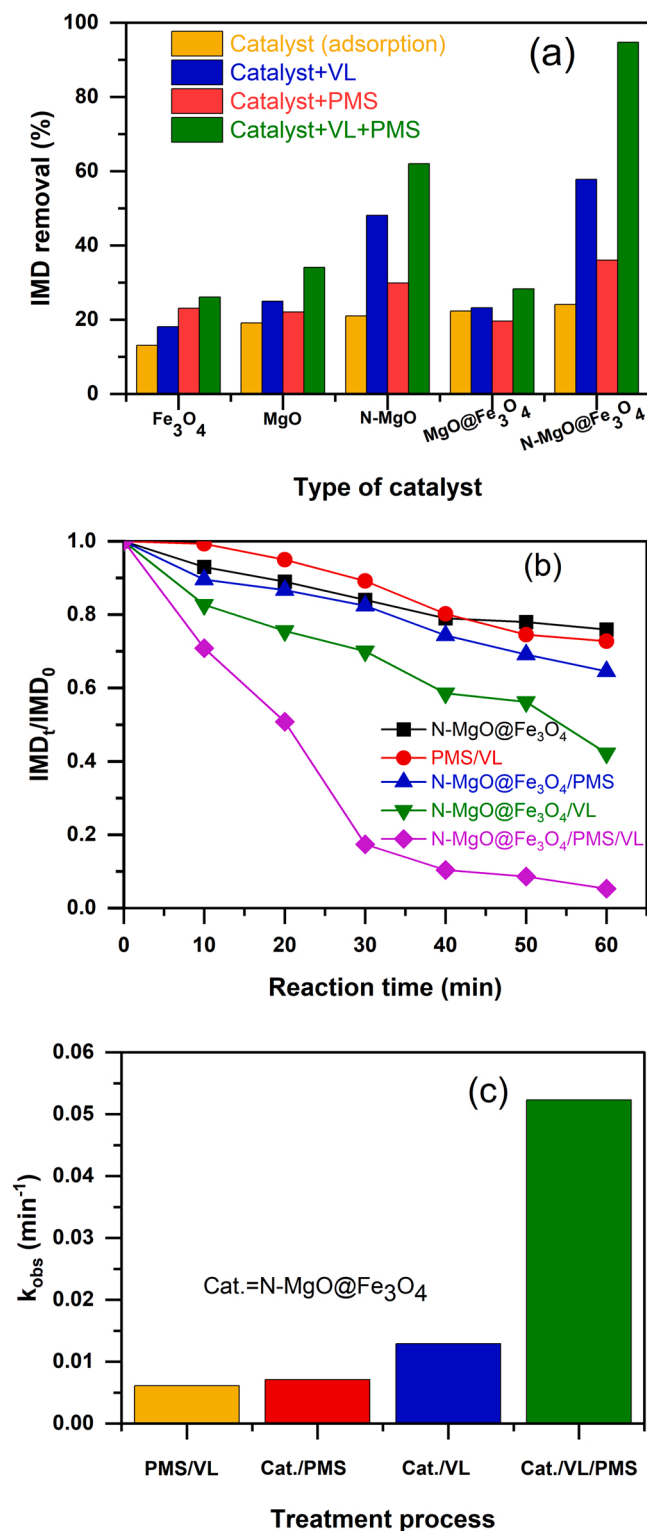 (a)
Catalyst (adsorption)
Catalyst+VL
Catalyst+PMS
Catalyst+VL+PMS
100
80
60
40
20
0
IMD removal (%)
Fe3O4
MgO
N-MgO
MgO@Fe3O4
N-MgO@Fe3O4
Type of catalyst
(b)
1.0
0.8
0.6
0.4
0.2
0.0
IMDt/IMD0
N-MgO@Fe3O4
PMS/VL
N-MgO@Fe3O4/PMS
N-MgO@Fe3O4/VL
N-MgO@Fe3O4/PMS/VL
0 10 20 30 40 50 60
Reaction time (min)
(c)
0.06
0.05
0.04
0.03
0.02
0.01
0.00
kobs (min-1)
Cat.=N-MgO@Fe3O4
PMS/VL Cat./PMS Cat./VL Cat./VL/PMS
Treatment process